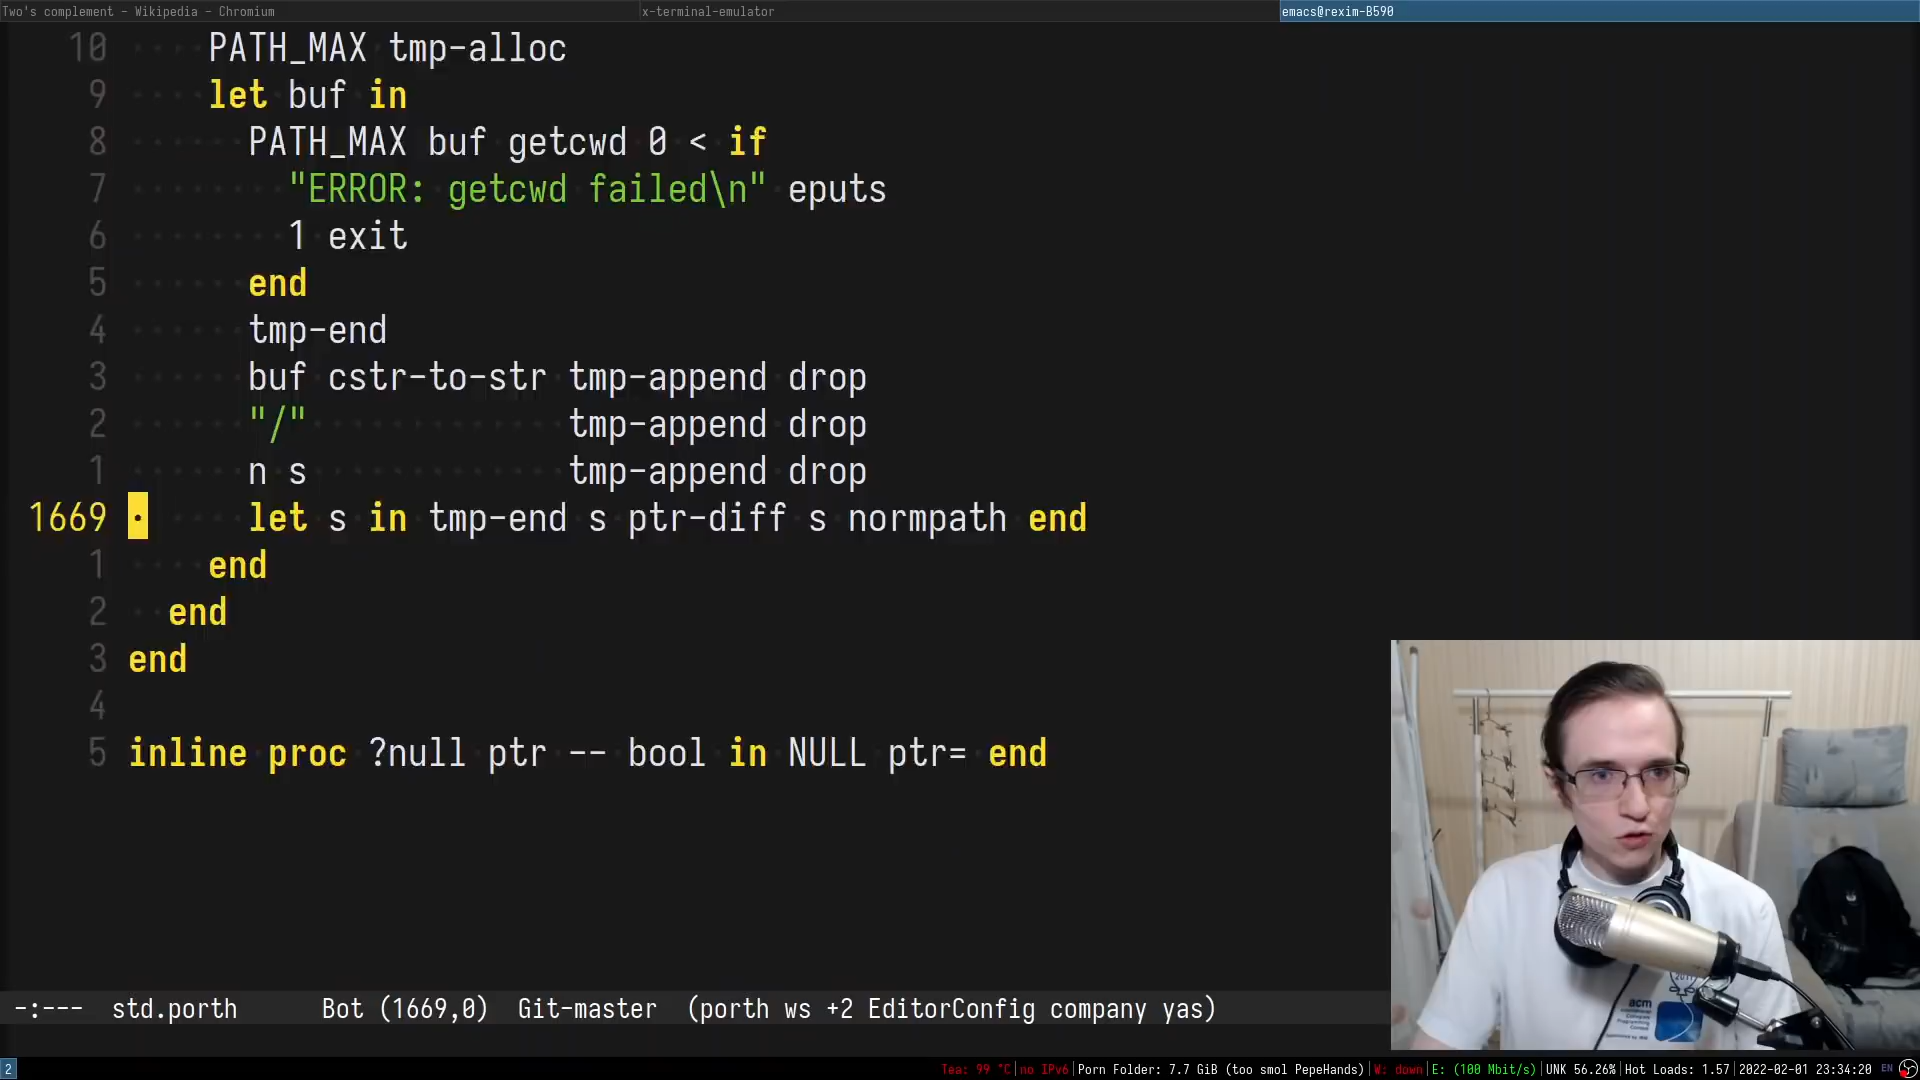 Two's complement - Wikipedia - Chromium
x-terminal-emulator
emacs@rexim-B590
10 PATH_MAX tmp-alloc
9 let buf in
8 PATH_MAX buf getcwd 0 < if
7 "ERROR: getcwd failed\n" eputs
6 1 exit
5 end
4 tmp-end
3 buf cstr-to-str tmp-append drop
2 "/" tmp-append drop
1 n s tmp-append drop
1669 let s in tmp-end s ptr-diff s normpath end
1 end
2 end
3 end
4
5 inline proc ?null ptr -- bool in NULL ptr= end
-:--- std.porth Bot (1669,0) Git-master (porth ws +2 EditorConfig company yas)
acm
2 Tea: 99 °C|no IPv6|Porn Folder: 7.7 GiB (too smol PepeHands)|W: down|E: (100 Mbit/s)|UNK 56.26%|Hot Loads: 1.57|2022-02-01 23:34:20 EN